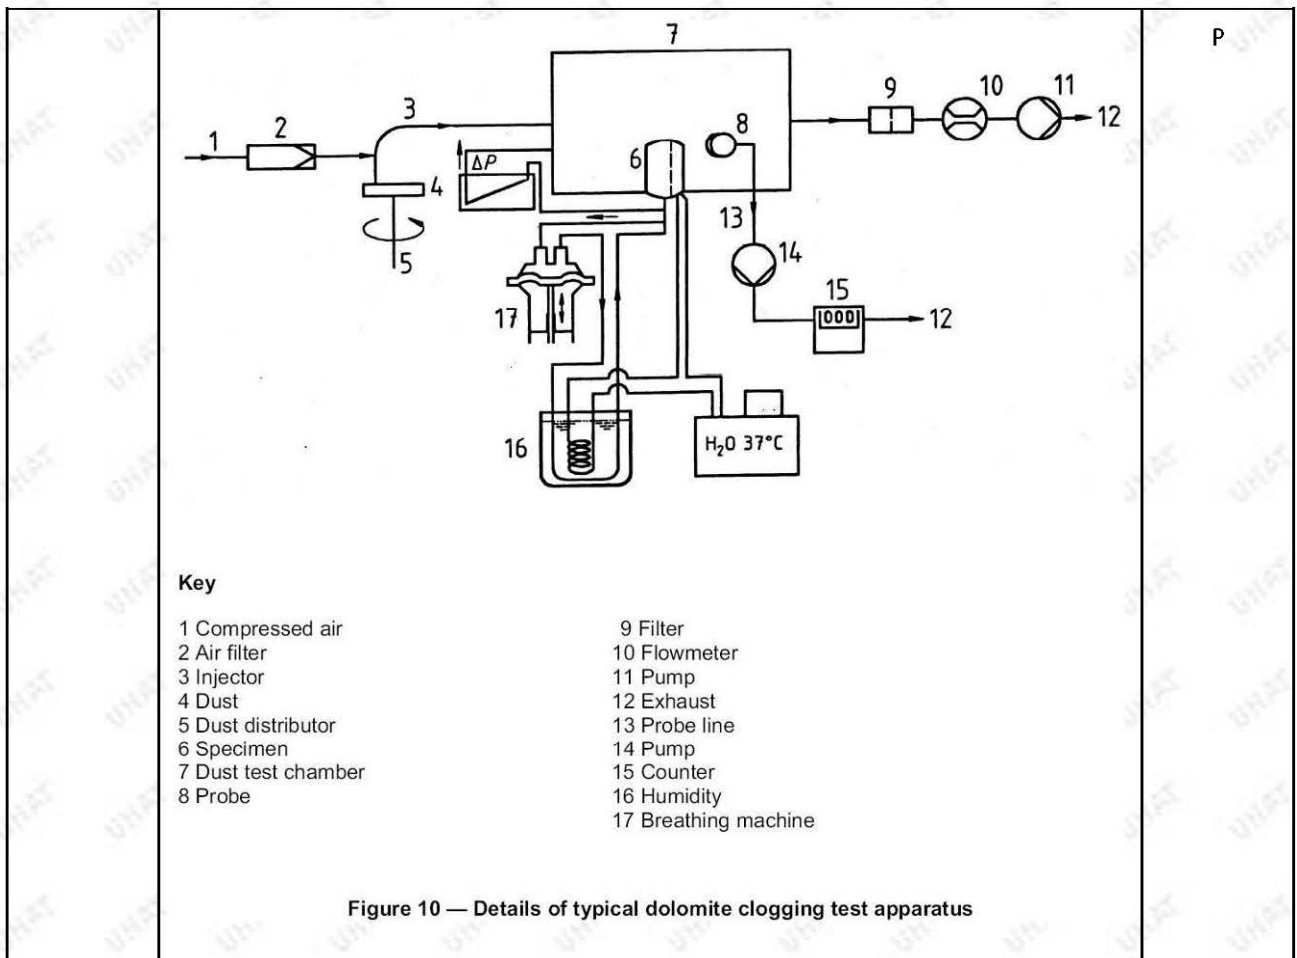 7
P
3
9
10
11
12
1
2
8
6
ΔP
4
13
5
14
15
000
12
17
16
H₂O 37°C
Key
1 Compressed air
2 Air filter
3 Injector
4 Dust
5 Dust distributor
6 Specimen
7 Dust test chamber
8 Probe
9 Filter
10 Flowmeter
11 Pump
12 Exhaust
13 Probe line
14 Pump
15 Counter
16 Humidity
17 Breathing machine
Figure 10 — Details of typical dolomite clogging test apparatus